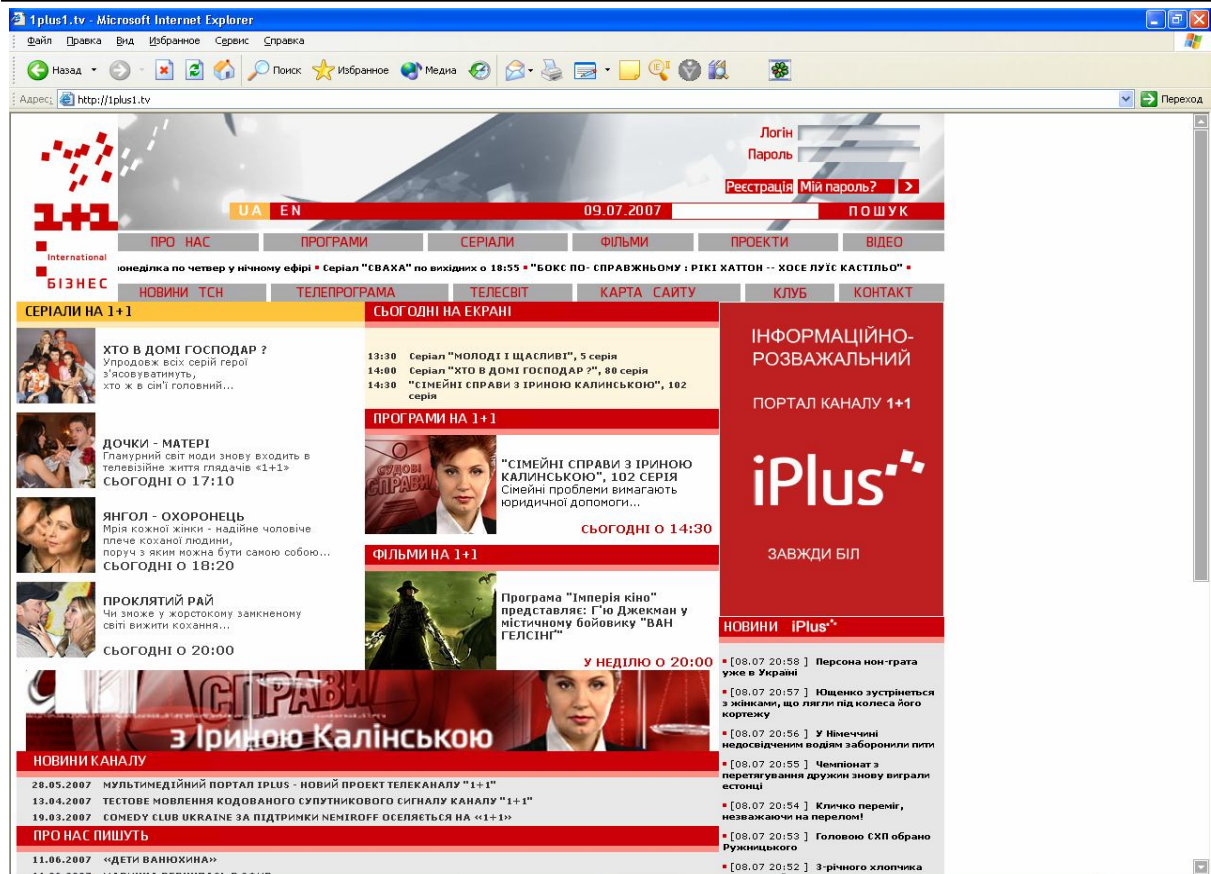 1plus1.tv - Microsoft Internet Explorer
Файл Правка Вид Избранное Сервис Справка
Назад Поиск Избранное Медиа
Адрес: http://1plus1.tv Переход
Логін
Пароль
Реєстрація Мій пароль? >
1+1
UA EN 09.07.2007 ПОШУК
International
БІЗНЕС
ПРО НАС ПРОГРАМИ СЕРІАЛИ ФІЛЬМИ ПРОЕКТИ ВІДЕО
онеділка по четвер у нічному ефірі ▪ Серіал "СВАХА" по вихідних о 18:55 ▪ "БОКС ПО- СПРАВЖНЬОМУ : РІКІ ХАТТОН -- ХОСЕ ЛУЇС КАСТІЛЬО" ▪
НОВИНИ ТСН ТЕЛЕПРОГРАМА ТЕЛЕСВІТ КАРТА САЙТУ КЛУБ КОНТАКТ
СЕРІАЛИ НА 1+1
ХТО В ДОМІ ГОСПОДАР ?
Упродовж всіх серій герої
з'ясовуватимуть,
хто ж в сім'ї головний...
ДОЧКИ - МАТЕРІ
Гламурний світ моди знову входить в
телевізійне життя глядачів «1+1»
СЬОГОДНІ О 17:10
ЯНГОЛ - ОХОРОНЕЦЬ
Мрія кожної жінки - надійне чоловіче
плече коханої людини,
поруч з яким можна бути самою собою...
СЬОГОДНІ О 18:20
ПРОКЛЯТИЙ РАЙ
Чи зможе у жорстокому замкненому
світі вижити кохання...
СЬОГОДНІ О 20:00
СЬОГОДНІ НА ЕКРАНІ
13:30 Серіал "МОЛОДІ І ЩАСЛИВІ", 5 серія
14:00 Серіал "ХТО В ДОМІ ГОСПОДАР ?", 80 серія
14:30 "СІМЕЙНІ СПРАВИ З ІРИНОЮ КАЛИНСЬКОЮ", 102
серія
ПРОГРАМИ НА 1+1
СУДОВІ
СПРАВИ
"СІМЕЙНІ СПРАВИ З ІРИНОЮ
КАЛИНСЬКОЮ", 102 СЕРІЯ
Сімейні проблеми вимагають
юридичної допомоги...
СЬОГОДНІ О 14:30
ФІЛЬМИ НА 1+1
Програма "Імперія кіно"
представляє: Г'ю Джекман у
містичному бойовику "ВАН
ГЕЛСІНҐ"
У НЕДІЛЮ О 20:00
СПРАВИ
з Іриною Калінською
НОВИНИ КАНАЛУ
28.05.2007 МУЛЬТИМЕДІЙНИЙ ПОРТАЛ IPLUS - НОВИЙ ПРОЕКТ ТЕЛЕКАНАЛУ "1+1"
13.04.2007 ТЕСТОВЕ МОВЛЕННЯ КОДОВАНОГО СУПУТНИКОВОГО СИГНАЛУ КАНАЛУ "1+1"
19.03.2007 COMEDY CLUB UKRAINE ЗА ПІДТРИМКИ NEMIROFF ОСЕЛЯЄТЬСЯ НА «1+1»
ПРО НАС ПИШУТЬ
11.06.2007 «ДЕТИ ВАНЮХИНА»
ІНФОРМАЦІЙНО-
РОЗВАЖАЛЬНИЙ
ПОРТАЛ КАНАЛУ 1+1
iPlus
ЗАВЖДИ БІЛ
НОВИНИ iPlus
▪ [08.07 20:58 ] Персона нон-грата
уже в Україні
▪ [08.07 20:57 ] Ющенко зустрінеться
з жінками, що лягли під колеса його
кортежу
▪ [08.07 20:56 ] У Німеччині
недосвідченим водіям заборонили пити
▪ [08.07 20:55 ] Чемпіонат з
перетягування дружин знову виграли
естонці
▪ [08.07 20:54 ] Кличко переміг,
незважаючи на перелом!
▪ [08.07 20:53 ] Головою СХП обрано
Ружницького
▪ [08.07 20:52 ] 3-річного хлопчика